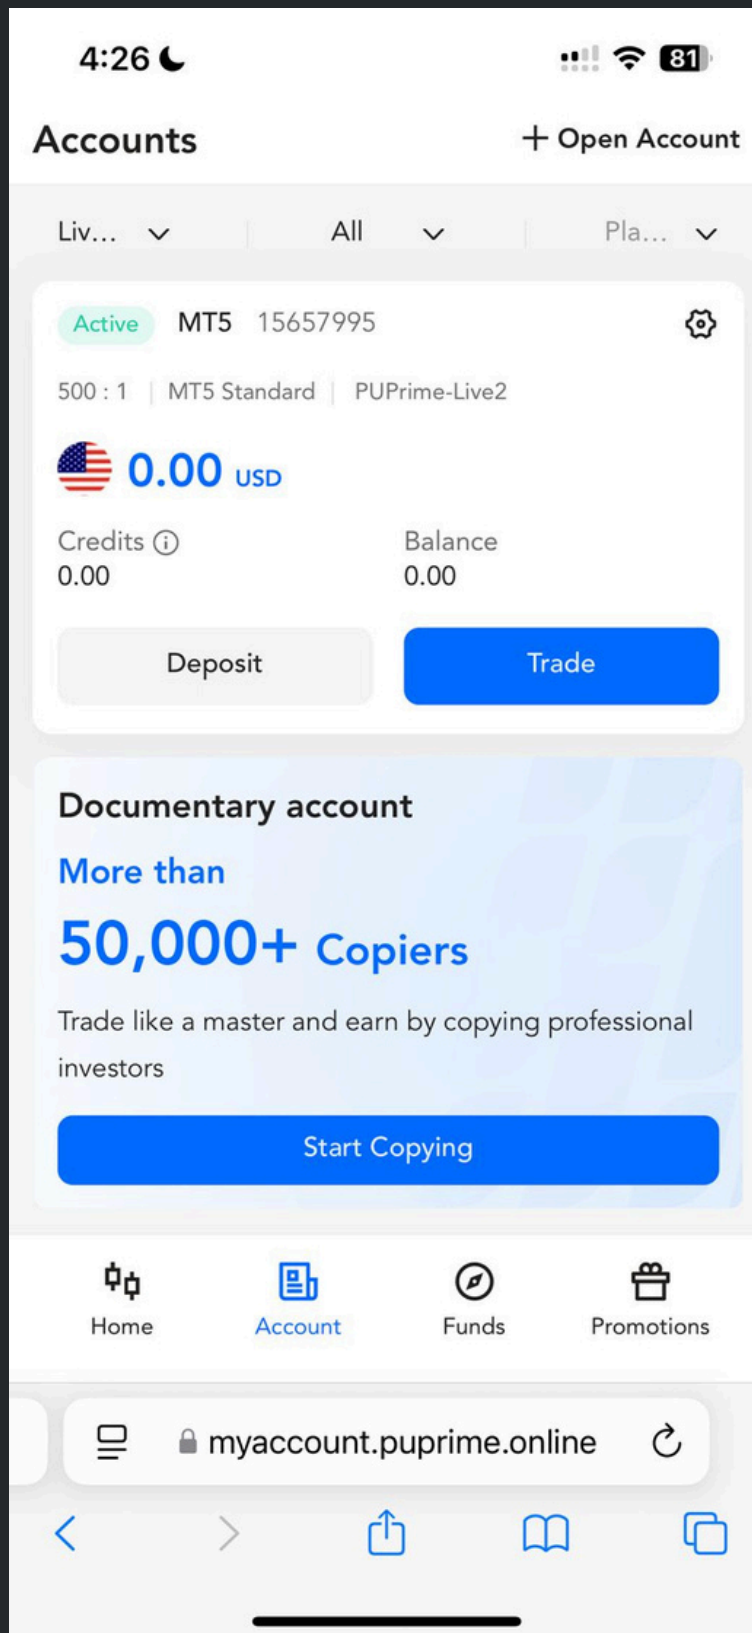 4:26
81
Accounts
+ Open Account
Liv...
All
Pla...
Active MT5 15657995
500 : 1 | MT5 Standard | PUPrime-Live2
0.00 USD
Credits
Balance
0.00
0.00
Deposit
Trade
Documentary account
More than
50,000+ Copiers
Trade like a master and earn by copying professional
investors
Start Copying
Home
Account
Funds
Promotions
myaccount.puprime.online